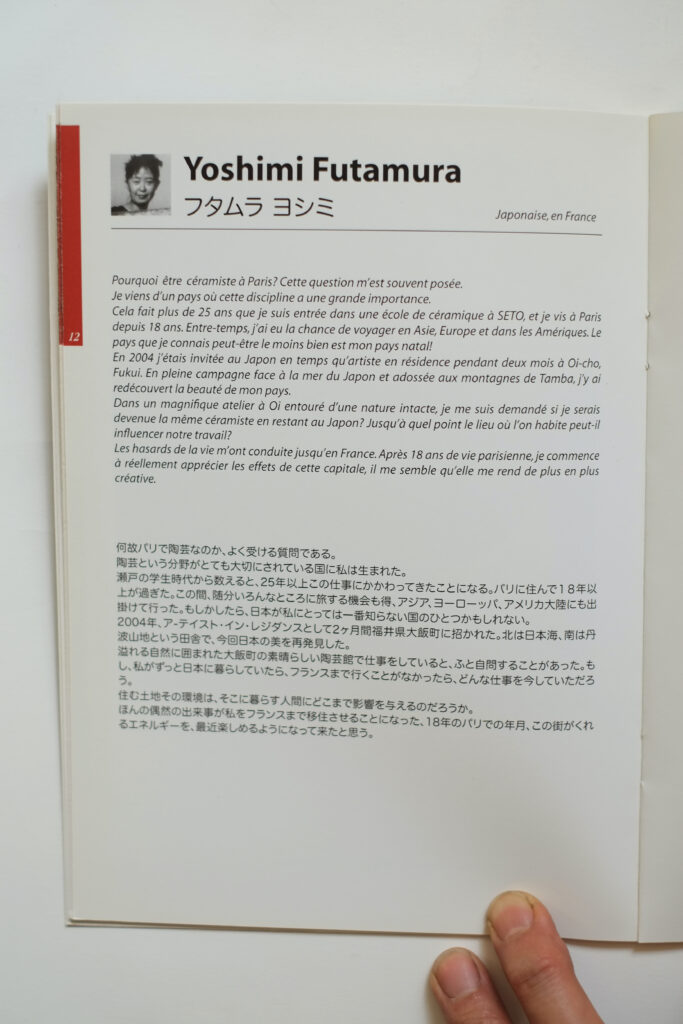 Yoshimi Futamura
フタムラ ヨシミ
Japonaise, en France
Pourquoi être céramiste à Paris? Cette question m'est souvent posée.
Je viens d'un pays où cette discipline a une grande importance.
Cela fait plus de 25 ans que je suis entrée dans une école de céramique à SETO, et je vis à Paris
depuis 18 ans. Entre-temps, j'ai eu la chance de voyager en Asie, Europe et dans les Amériques. Le
pays que je connais peut-être le moins bien est mon pays natal!
En 2004 j'étais invitée au Japon en temps qu'artiste en résidence pendant deux mois à Oi-cho,
Fukui. En pleine campagne face à la mer du Japon et adossée aux montagnes de Tamba, j'y ai
redécouvert la beauté de mon pays.
Dans un magnifique atelier à Oi entouré d'une nature intacte, je me suis demandé si je serais
devenue la même céramiste en restant au Japon? Jusqu'à quel point le lieu où l'on habite peut-il
influencer notre travail?
Les hasards de la vie m'ont conduite jusqu'en France. Après 18 ans de vie parisienne, je commence
à réellement apprécier les effets de cette capitale, il me semble qu'elle me rend de plus en plus
créative.
12
何故パリで陶芸なのか、よく受ける質問である。
陶芸という分野がとても大切にされている国に私は生まれた。
瀬戸の学生時代から数えると、25年以上この仕事にかかわってきたことになる。パリに住んで18年以
上が過ぎた。この間、随分いろんなところに旅する機会も得、アジア、ヨーローッパ、アメリカ大陸にも出
掛けて行った。もしかしたら、日本が私にとっては一番知らない国のひとつかもしれない。
2004年、アーテイスト・イン・レジダンスとして2ヶ月間福井県大飯町に招かれた。北は日本海、南は丹
波山地という田舎で、今回日本の美を再発見した。
溢れる自然に囲まれた大飯町の素晴らしい陶芸館で仕事をしていると、ふと自問することがあった。も
し、私がずっと日本に暮らしていたら、フランスまで行くことがなかったら、どんな仕事を今していただろ
う。
住む土地その環境は、そこに暮らす人間にどこまで影響を与えるのだろうか。
ほんの偶然の出来事が私をフランスまで移住させることになった、18年のパリでの年月、この街がくれ
るエネルギーを、最近楽しめるようになって来たと思う。